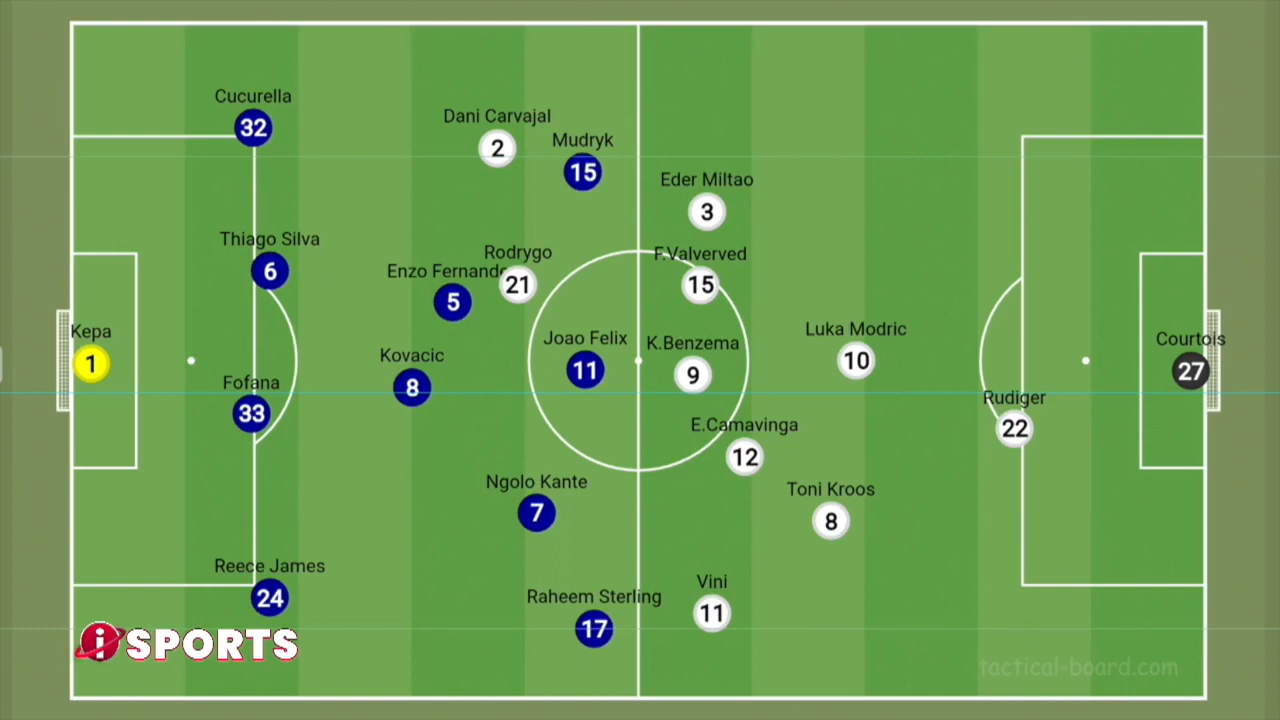 Cucurella
32
Dani Carvajal
2
Mudryk
15
Eder Miltao
3
Thiago Silva
6
Rodrygo
21
F.Valverved
15
Enzo Fernande
5
Kepa
1
Kovacic
8
Joao Felix
11
K.Benzema
9
Luka Modric
10
Courtois
27
Fofana
33
Rudiger
22
E.Camavinga
12
Ngolo Kante
7
Toni Kroos
8
Reece James
24
Raheem Sterling
17
Vini
11
i SPORTS
tactical-board.com